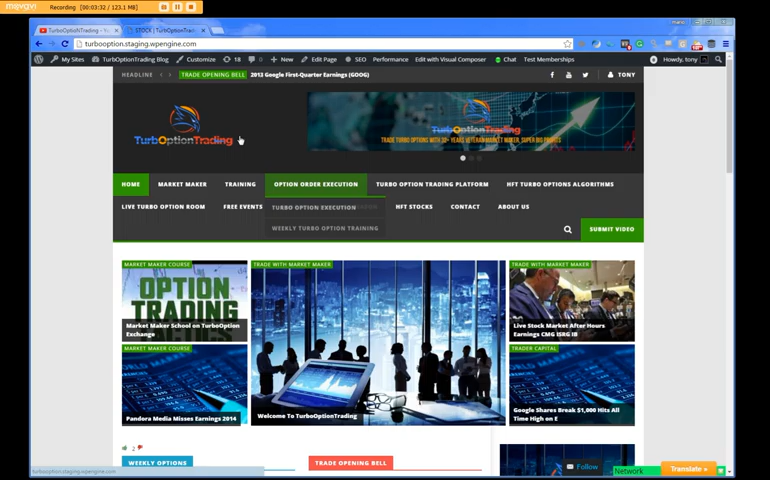 movavi Recording [00:03:32 / 123.1 MB]
TurboOptioNTrading - Yo
STOCK | TurbOptionTrad
turbooption.staging.wpengine.com
My Sites TurbOptionTrading Blog Customize 18 0 New Edit Page SEO Performance Edit with Visual Composer Chat Test Memberships Howdy, tony
HEADLINE TRADE OPENING BELL 2013 Google First-Quarter Earnings (GOOG) TONY
TurbOptionTrading
TurbOptionTrading
TRADE TURBO OPTIONS WITH 30+ YEARS VETERAN MARKET MAKER, SUPER BIG PROFITS
HOME MARKET MAKER TRAINING OPTION ORDER EXECUTION TURBO OPTION TRADING PLATFORM HFT TURBO OPTIONS ALGORITHMS
LIVE TURBO OPTION ROOM FREE EVENTS TURBO OPTION EXECUTION HFT STOCKS CONTACT ABOUT US
WEEKLY TURBO OPTION TRAINING
SUBMIT VIDEO
MARKET MAKER COURSE
OPTION
TRADING
Market Maker School on TurboOption
Exchange
MARKET MAKER COURSE
Pandora Media Misses Earnings 2014
TRADE WITH MARKET MAKER
Welcome To TurboOptionTrading
TRADE WITH MARKET MAKER
Live Stock Market After Hours
Earnings CMG ISRG IB
TRADER CAPITAL
Google Shares Break $1,000 Hits All
Time High on E
2
WEEKLY OPTIONS
TRADE OPENING BELL
Follow
Network
Translate »
turbooption.staging.wpengine.com